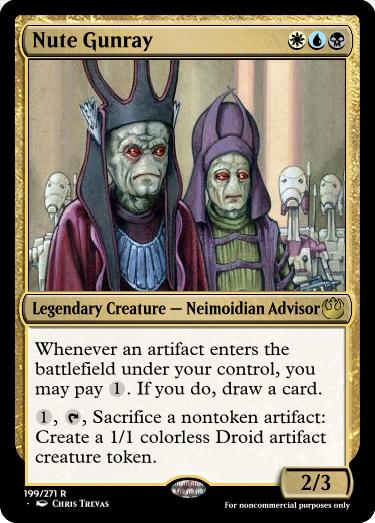 Nute Gunray
Legendary Creature — Neimoidian Advisor
Whenever an artifact enters the
battlefield under your control, you
may pay 1. If you do, draw a card.
1, T, Sacrifice a nontoken artifact:
Create a 1/1 colorless Droid artifact
creature token.
2/3
199/271 R
· Chris Trevas
For noncommercial purposes only